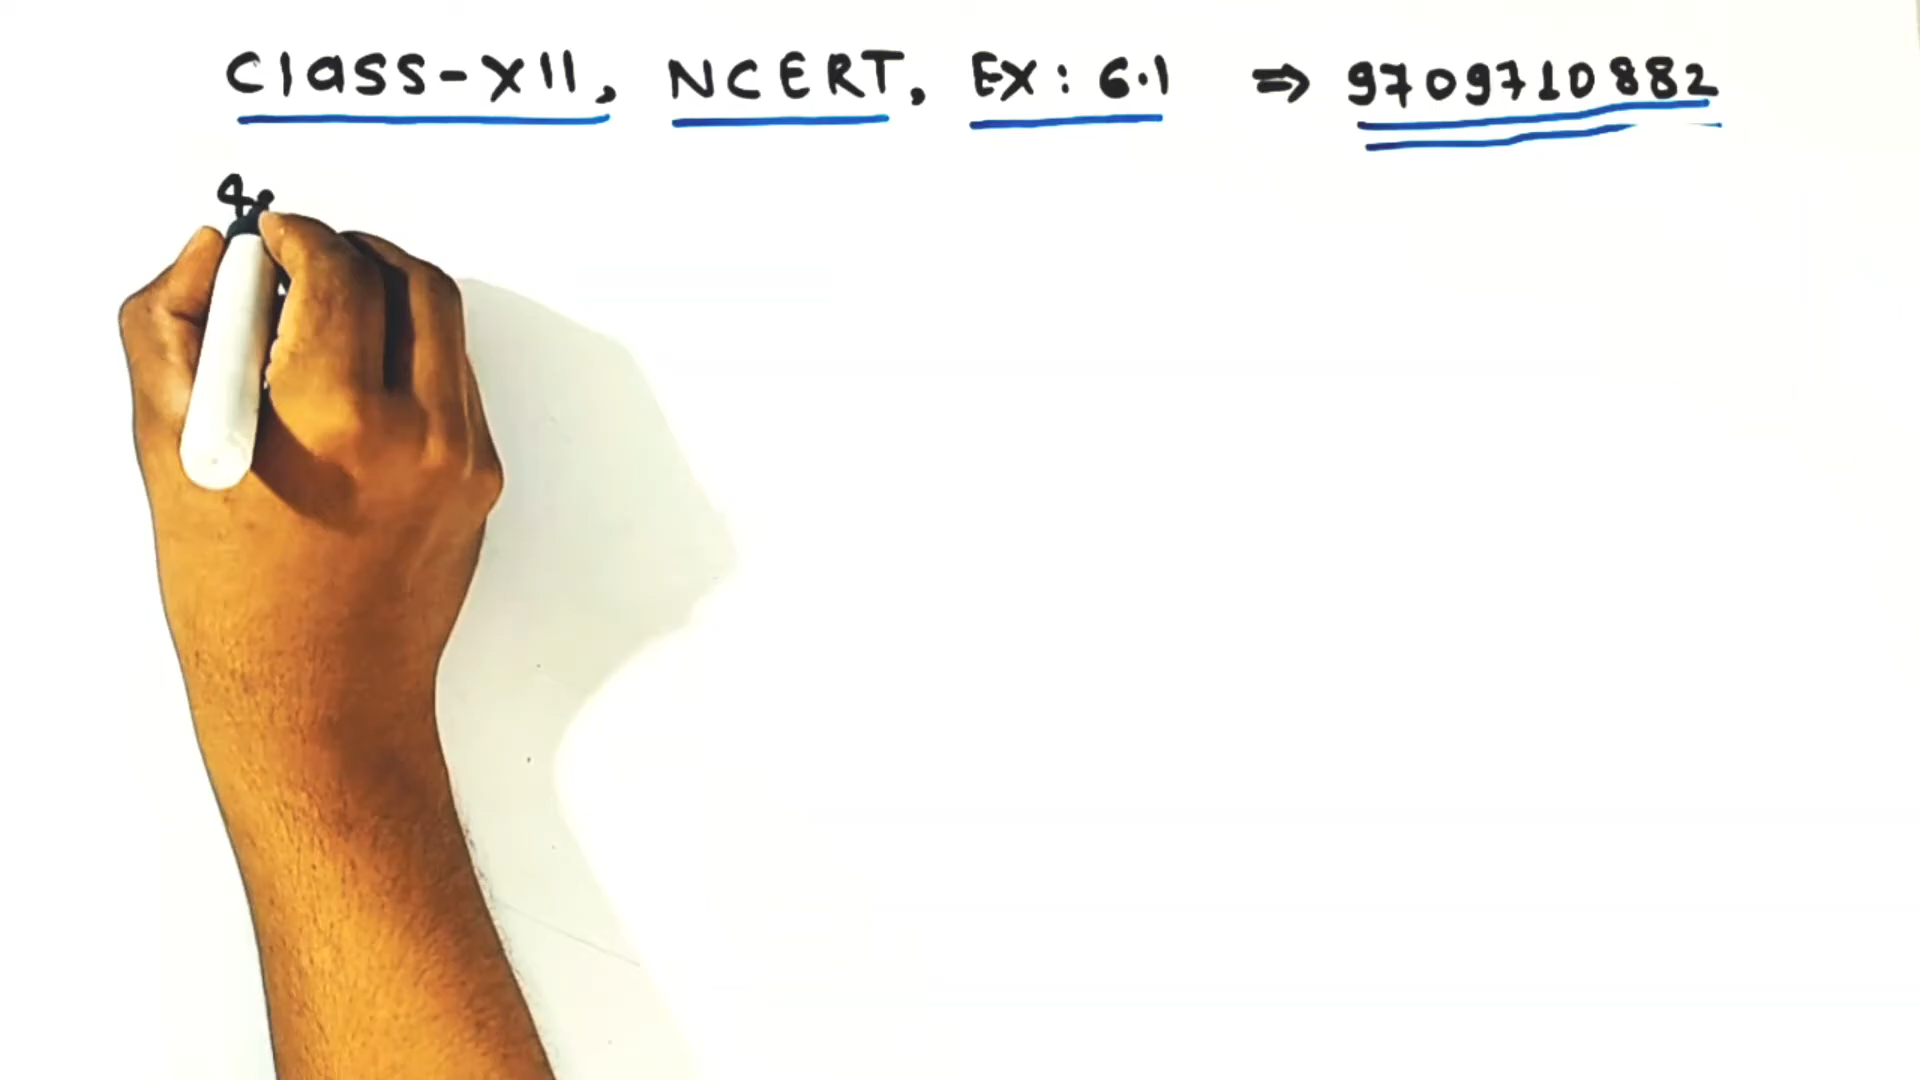 Class-XII, NCERT, EX: 6.1 ⇒ 9709710882